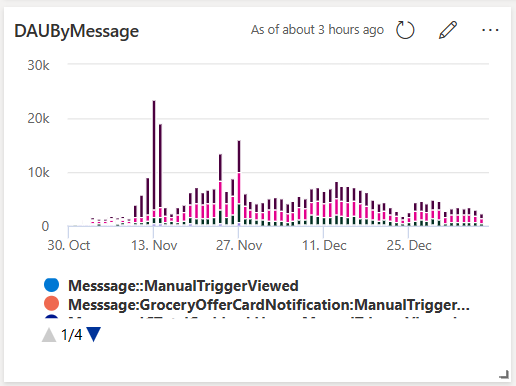 DAUByMessage
As of about 3 hours ago
30k
20k
10k
0
30. Oct
13. Nov
27. Nov
11. Dec
25. Dec
Messsage::ManualTriggerViewed
Messsage:GroceryOfferCardNotification:ManualTrigger...
1/4